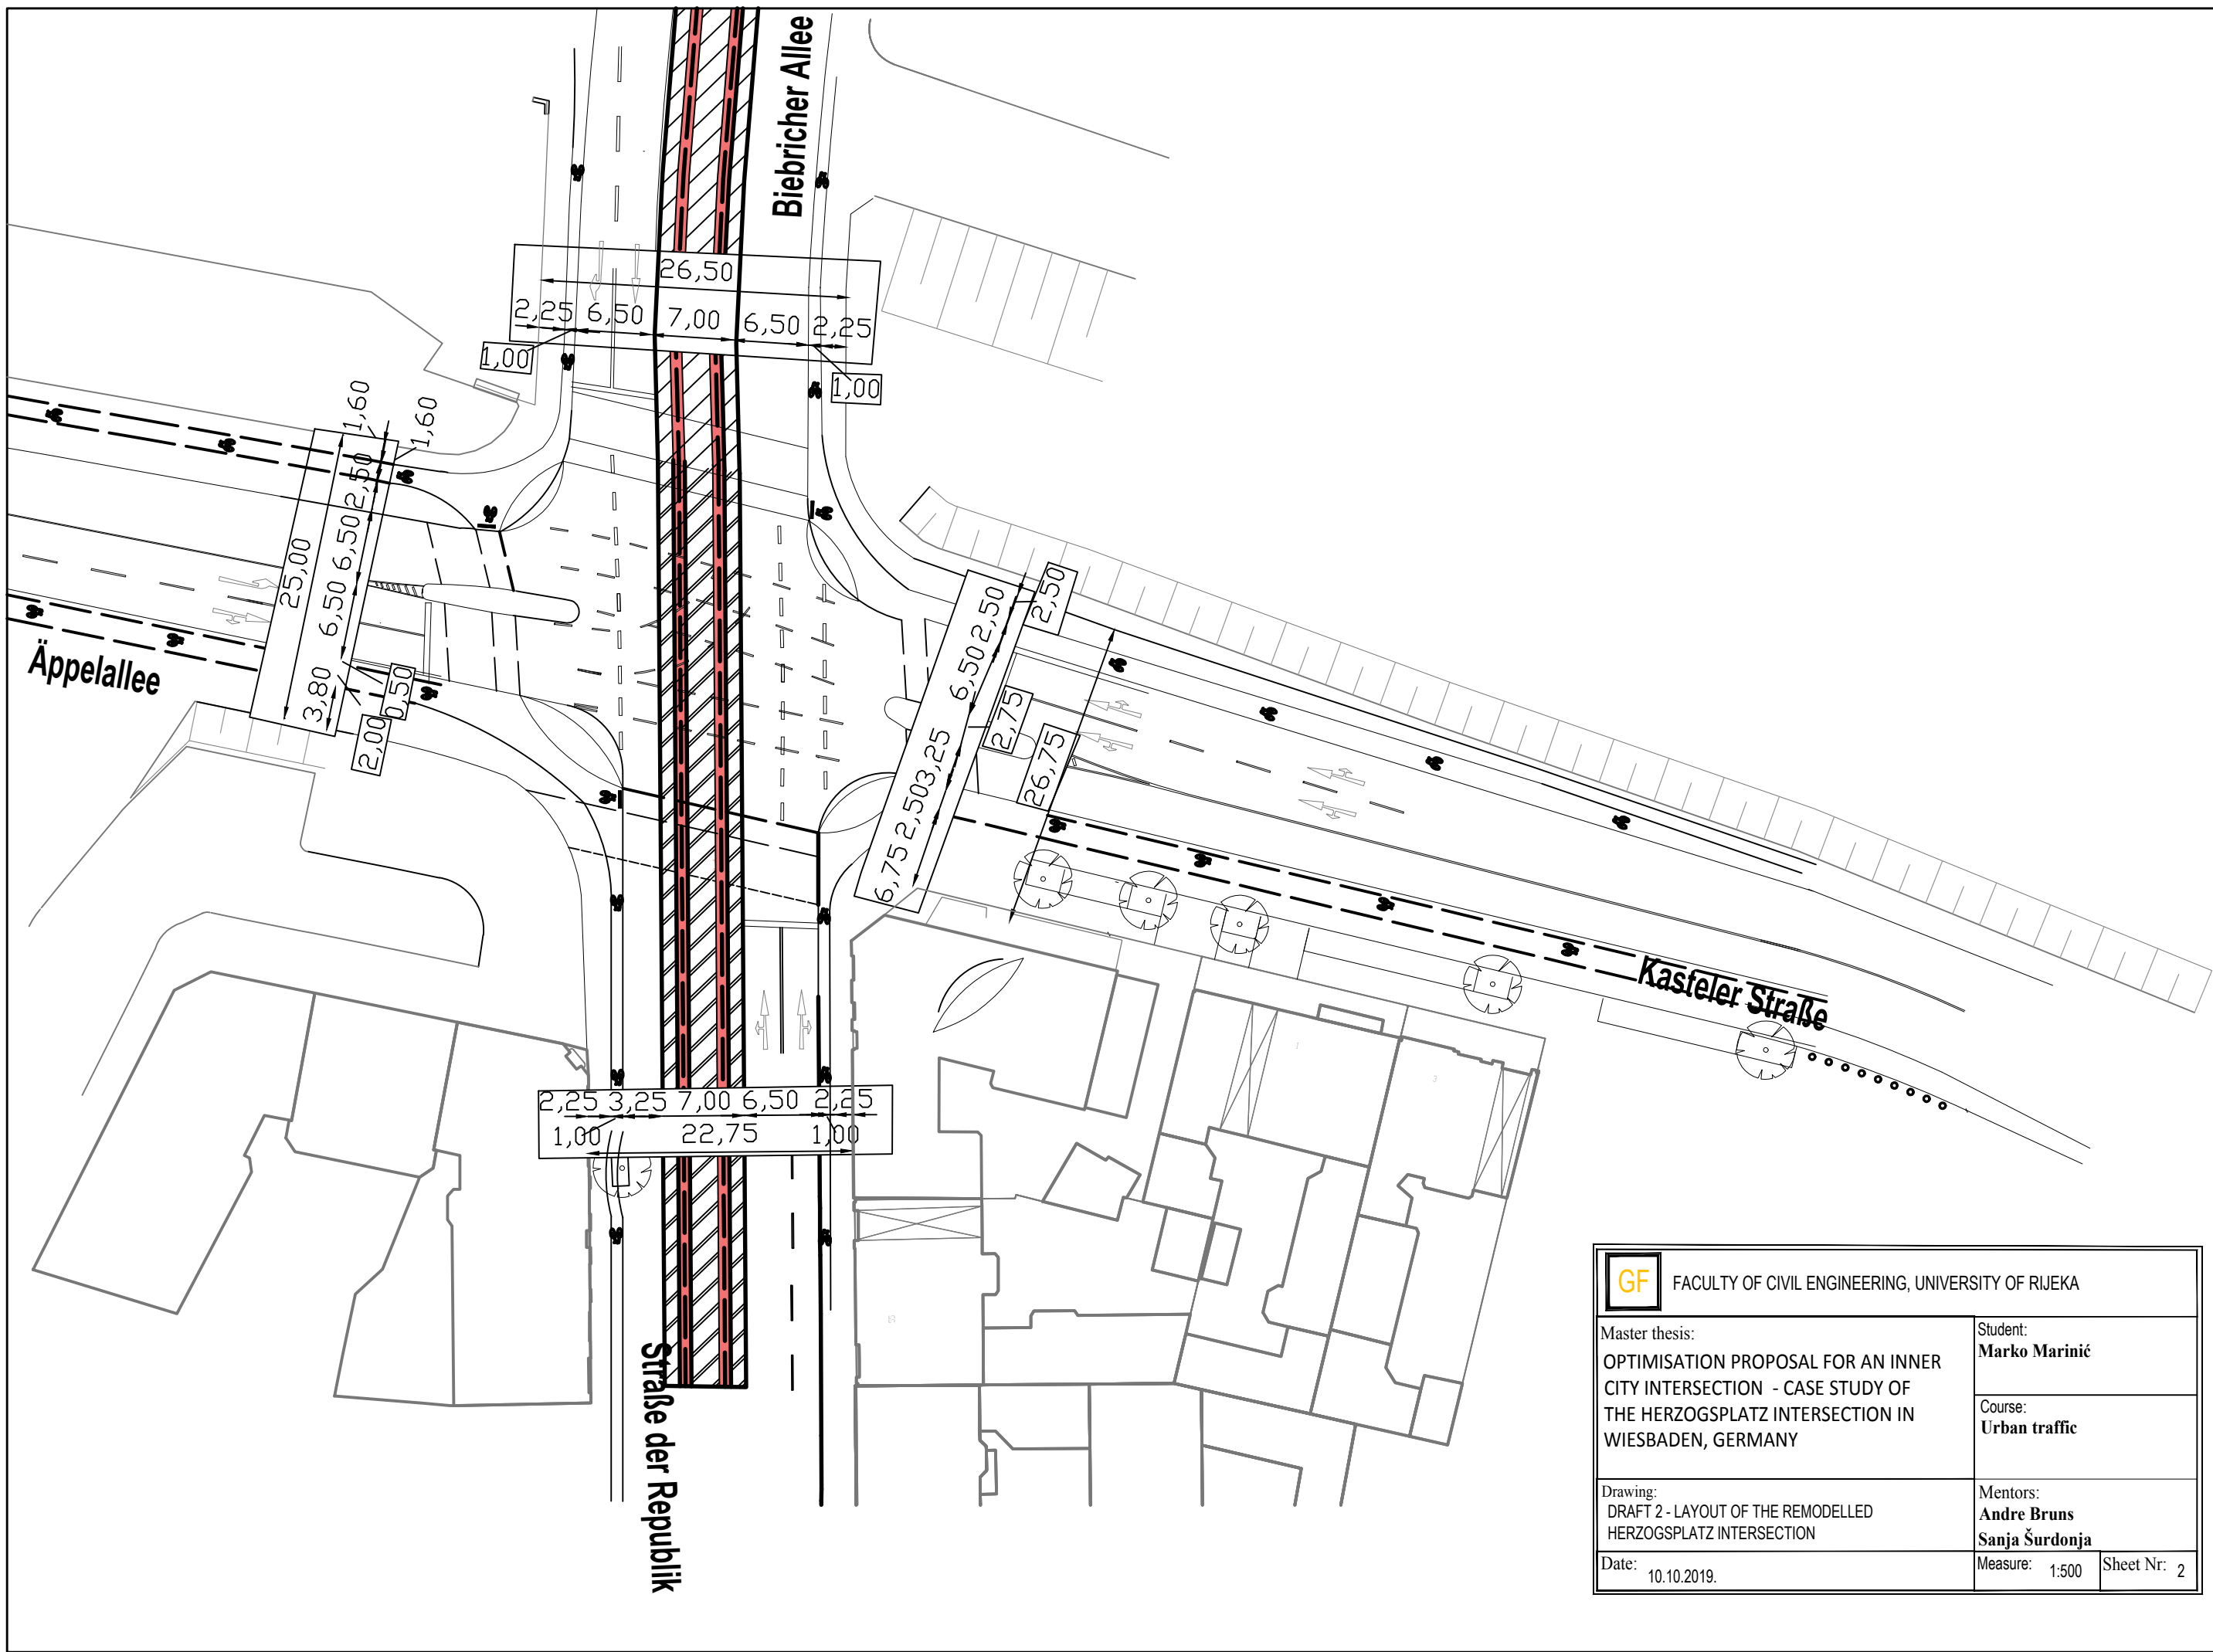 Biebricher Allee
26,50
2,25 6,50 7,00 6,50 2,25
1,00
1,00
1,60
1,60
25,00
3,80 6,50 6,50 2,50
0,50
2,00
Äppelallee
2,50
6,75 2,50 3,25 6,50 2,50
2,75
26,75
Kasteler Straße
2,25 3,25 7,00 6,50 2,25
1,00 22,75 1,00
Straße der Republik
GF FACULTY OF CIVIL ENGINEERING, UNIVERSITY OF RIJEKA
Master thesis:
OPTIMISATION PROPOSAL FOR AN INNER
CITY INTERSECTION - CASE STUDY OF
THE HERZOGSPLATZ INTERSECTION IN
WIESBADEN, GERMANY
Student:
Marko Marinić
Course:
Urban traffic
Drawing:
DRAFT 2 - LAYOUT OF THE REMODELLED
HERZOGSPLATZ INTERSECTION
Mentors:
Andre Bruns
Sanja Šurdonja
Date: 10.10.2019.
Measure: 1:500
Sheet Nr: 2